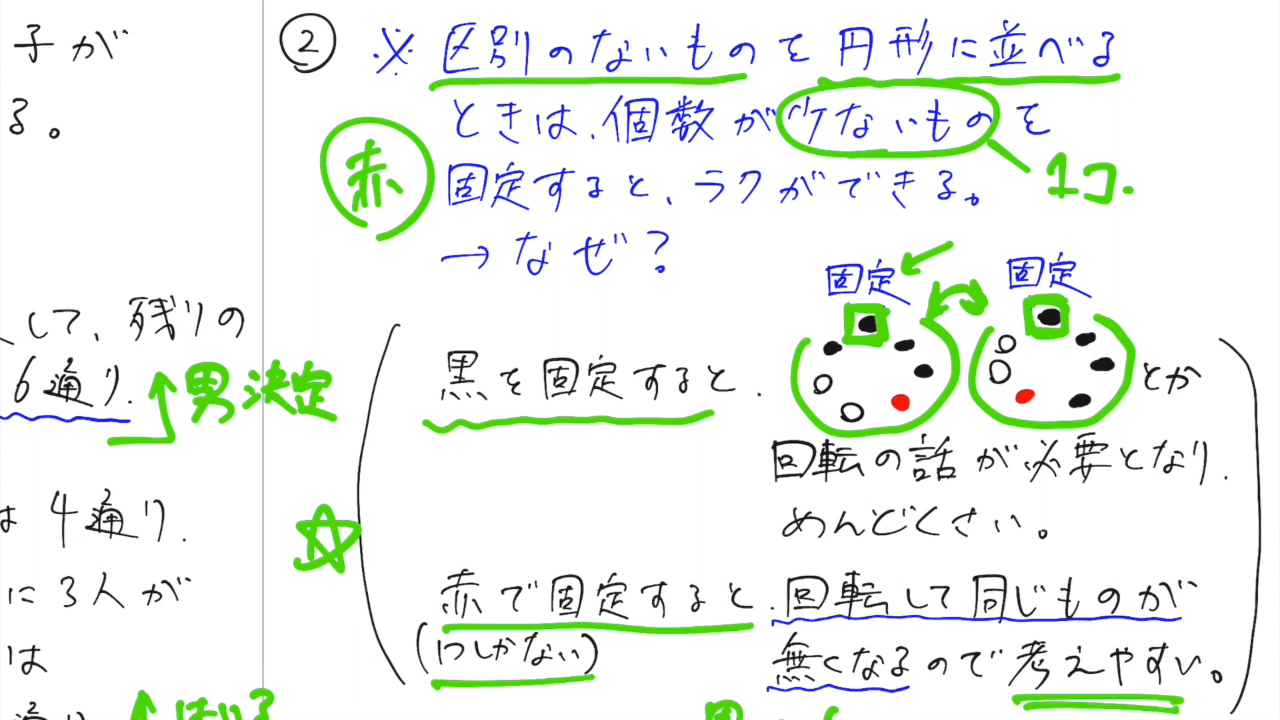 子が
る。
して、残りの
6通り.
男決定
は 4通り.
に3人が
は
② ※ 区別のないものを円形に並べる
ときは、個数が少ないものを
赤
1コ.
固定すると、ラクができる。
→ なぜ?
固定
固定
黒を固定すると、
とか
回転の話が必要となり、
めんどくさい。
赤で固定すると、回転して同じものが
(1つしかない)
無くなるので考えやすい。